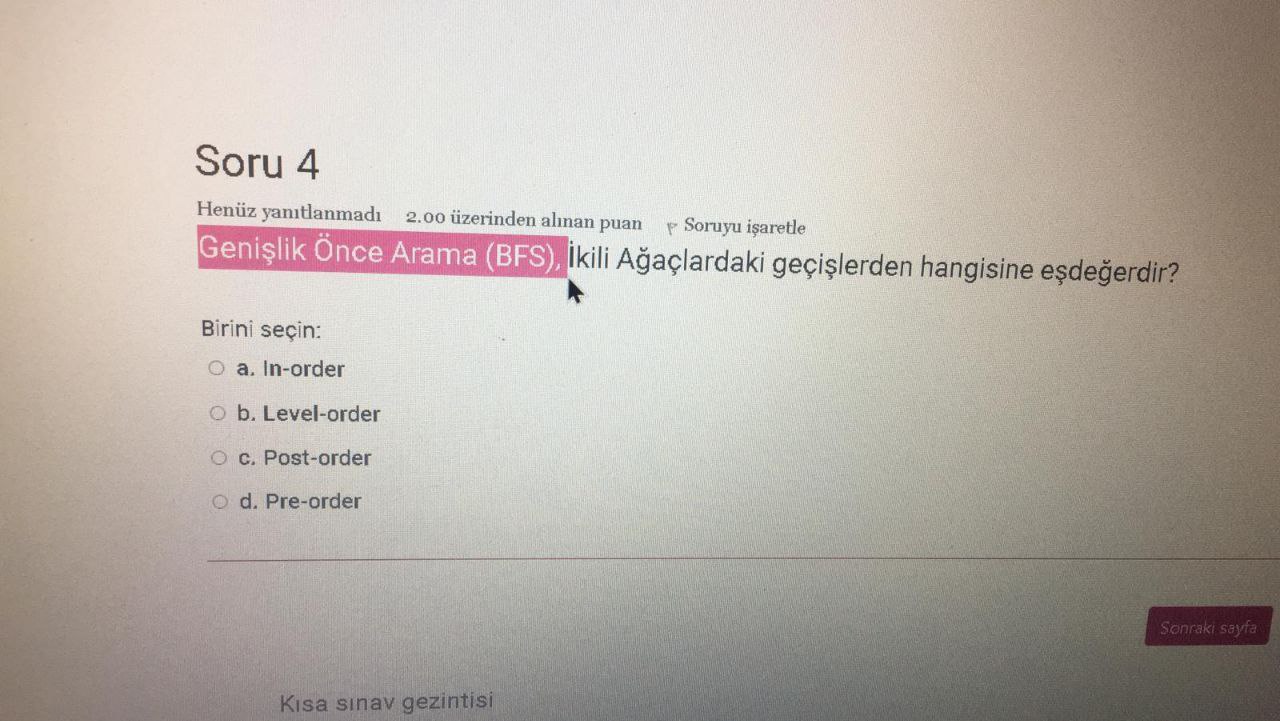 Soru 4
Henüz yanıtlanmadı 2.00 üzerinden alınan puan Soruyu işaretle
Genişlik Önce Arama (BFS), İkili Ağaçlardaki geçişlerden hangisine eşdeğerdir?
Birini seçin:
a. In-order
b. Level-order
c. Post-order
d. Pre-order
Sonraki sayfa
Kısa sınav gezintisi